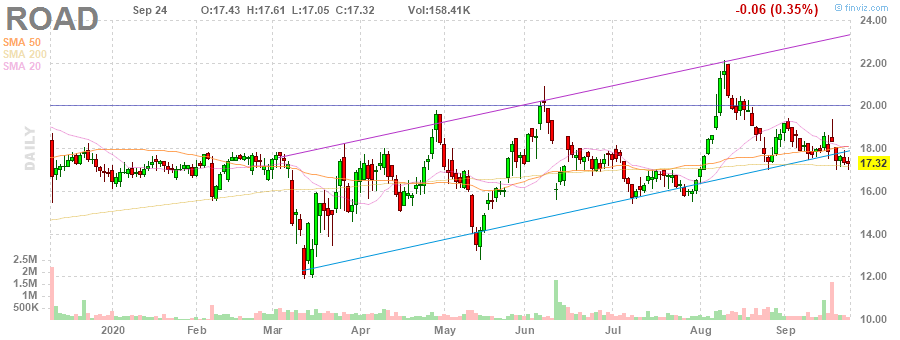 ROAD Sep 24 O:17.43 H:17.61 L:17.05 C:17.32 Vol:158.41K -0.06 (0.35%) © finviz.com
SMA 50
SMA 200
SMA 20
DAILY
24.00
22.00
20.00
18.00
17.32
16.00
14.00
12.00
10.00
2.5M
2M
1.5M
1M
500K
2020 Feb Mar Apr May Jun Jul Aug Sep